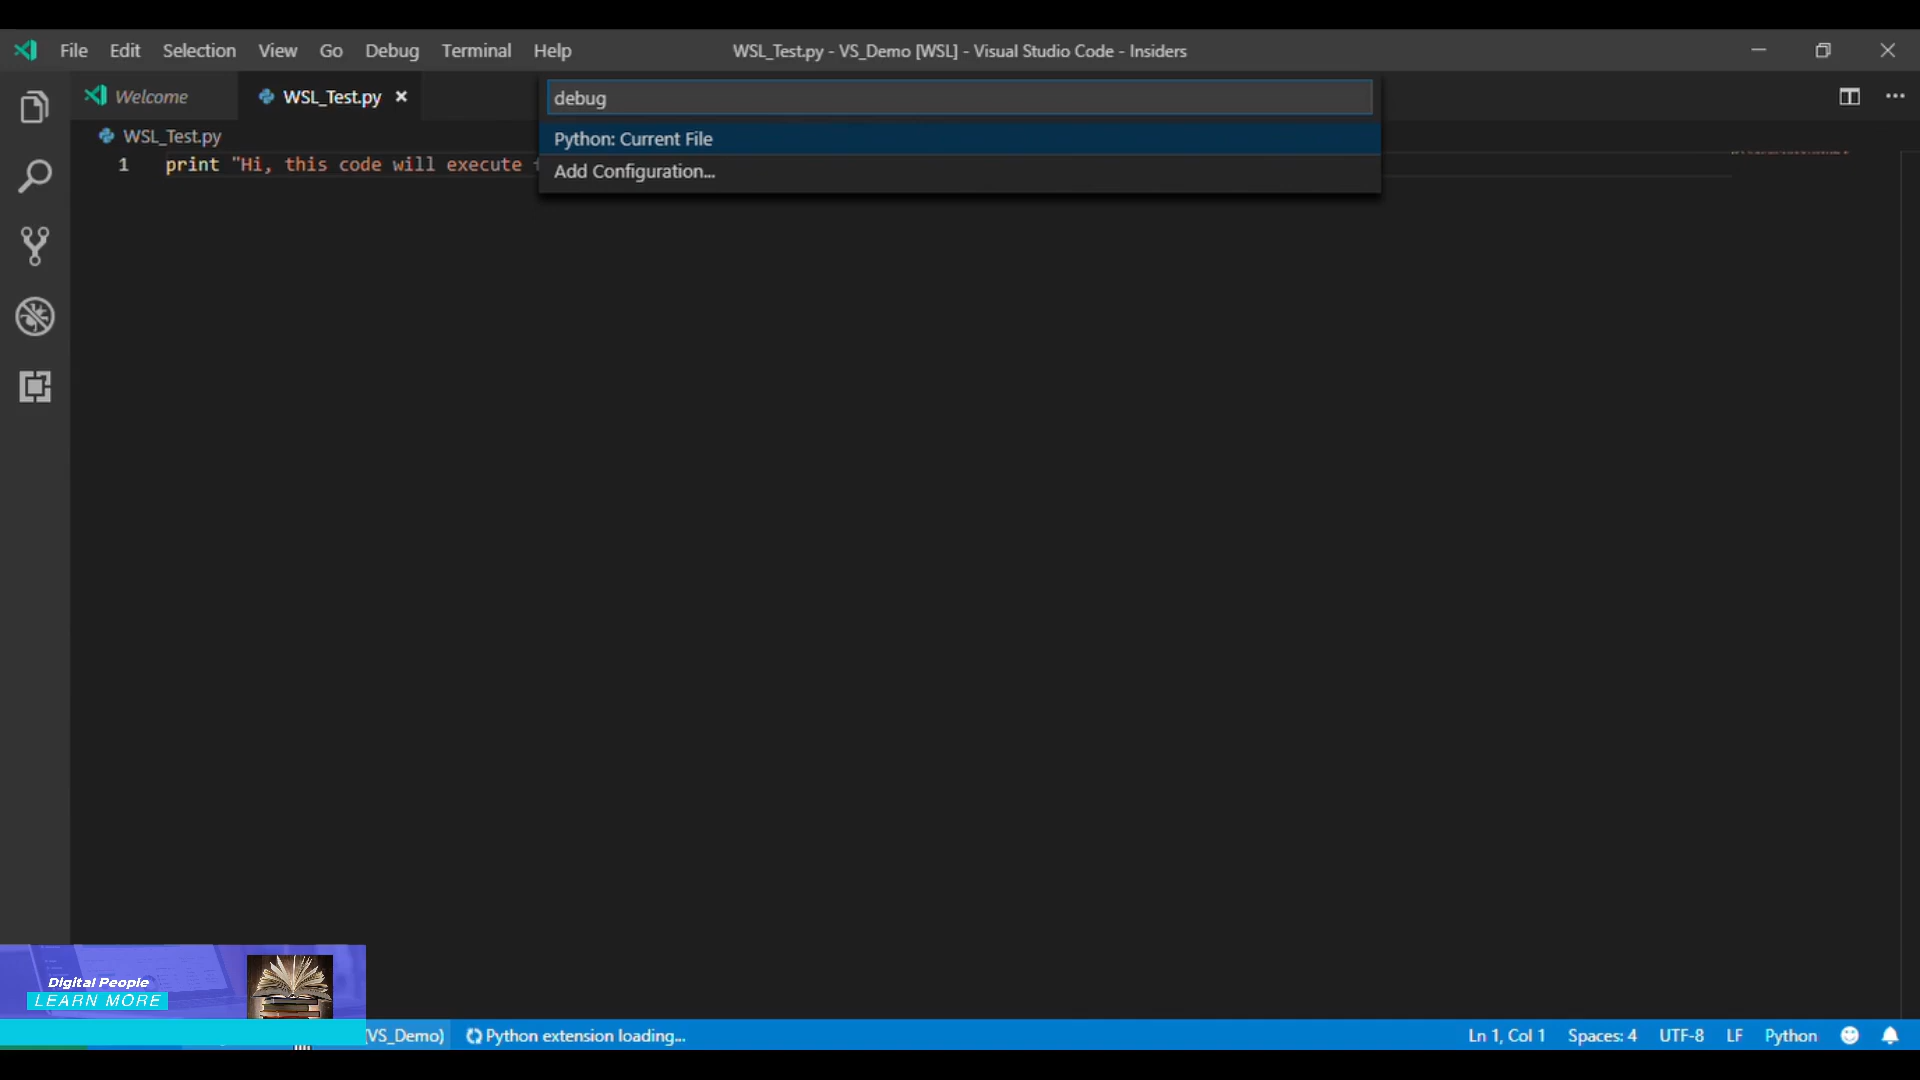 File Edit Selection View Go Debug Terminal Help
WSL_Test.py - VS_Demo [WSL] - Visual Studio Code - Insiders
Welcome
WSL_Test.py
debug
WSL_Test.py
Python: Current File
1 print "Hi, this code will execute
Add Configuration...
Digital People
LEARN MORE
(VS_Demo)
Python extension loading...
Ln 1, Col 1 Spaces: 4 UTF-8 LF Python